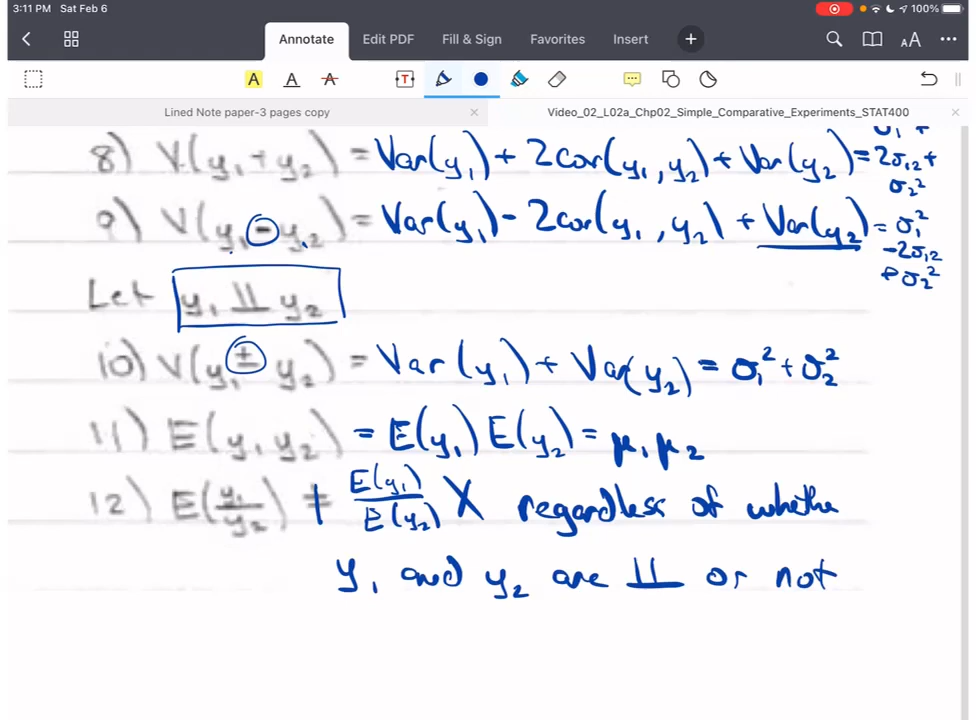 3:11 PM Sat Feb 6
100%
Annotate Edit PDF Fill & Sign Favorites Insert
AA
A A A T
Lined Note paper-3 pages copy
Video_02_L02a_Chp02_Simple_Comparative_Experiments_STAT400
8) V(y₁ + y₂) = Var(y₁) + 2cov(y₁, y₂) + Var(y₂) = σ₁² + 2σ₁₂ + σ₂²
9) V(y₁ - y₂) = Var(y₁) - 2cov(y₁, y₂) + Var(y₂) = σ₁² - 2σ₁₂ + σ₂²
Let y₁ ⫫ y₂
10) V(y₁ ± y₂) = Var(y₁) + Var(y₂) = σ₁² + σ₂²
11) E(y₁ y₂) = E(y₁) E(y₂) = μ₁ μ₂
12) E(y₁/y₂) ≠ E(y₁)/E(y₂) X regardless of whethe
y₁ and y₂ are ⫫ or not